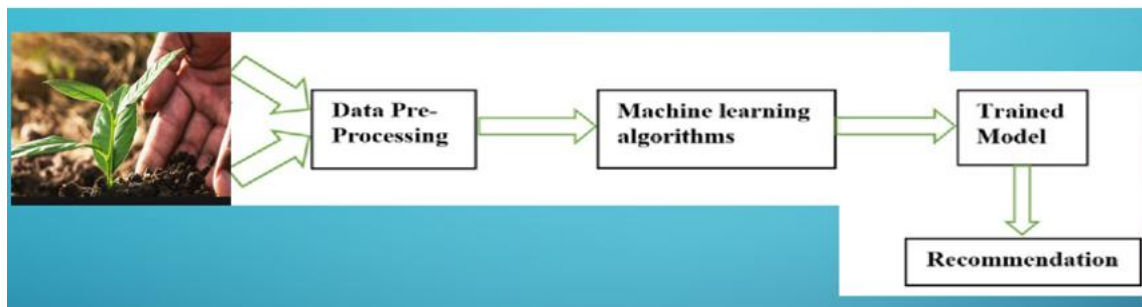 Data Pre-
Processing
Machine learning
algorithms
Trained
Model
Recommendation